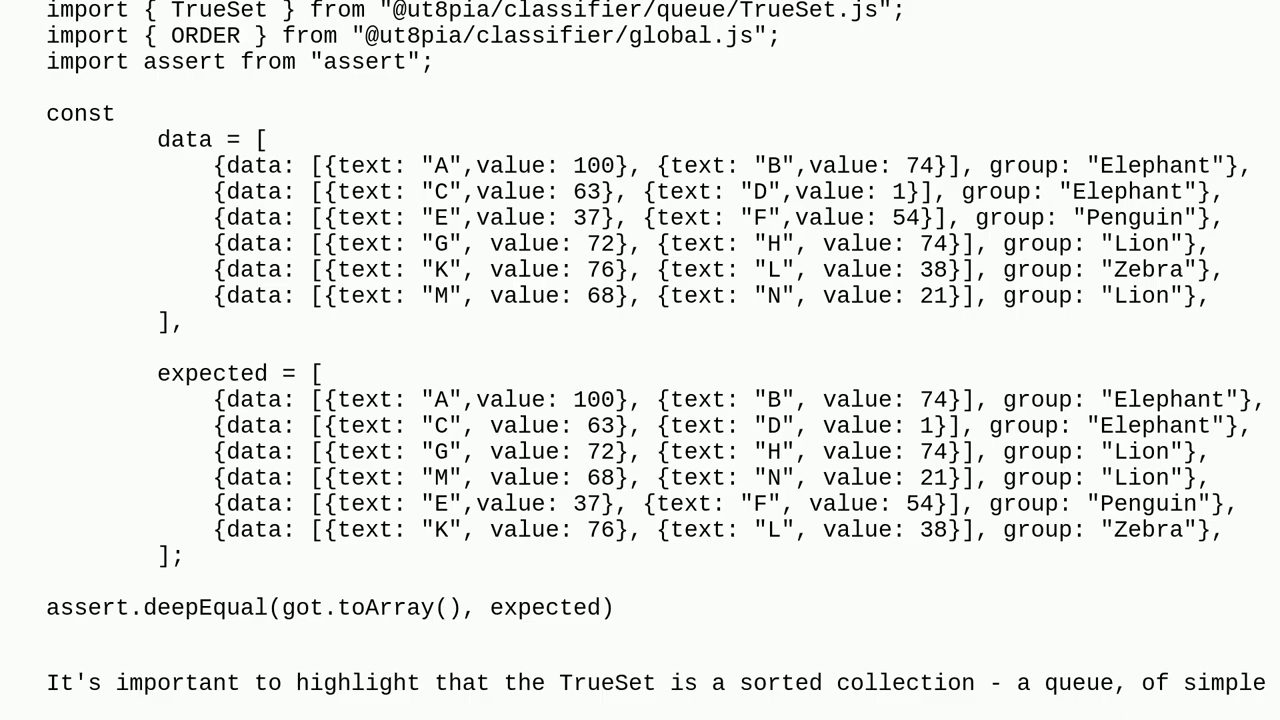 import { TrueSet } from "@ut8pia/classifier/queue/TrueSet.js";
import { ORDER } from "@ut8pia/classifier/global.js";
import assert from "assert";
const
data = [
{data: [{text: "A",value: 100}, {text: "B",value: 74}], group: "Elephant"},
{data: [{text: "C",value: 63}, {text: "D",value: 1}], group: "Elephant"},
{data: [{text: "E",value: 37}, {text: "F",value: 54}], group: "Penguin"},
{data: [{text: "G", value: 72}, {text: "H", value: 74}], group: "Lion"},
{data: [{text: "K", value: 76}, {text: "L", value: 38}], group: "Zebra"},
{data: [{text: "M", value: 68}, {text: "N", value: 21}], group: "Lion"},
],
expected = [
{data: [{text: "A",value: 100}, {text: "B", value: 74}], group: "Elephant"},
{data: [{text: "C", value: 63}, {text: "D", value: 1}], group: "Elephant"},
{data: [{text: "G", value: 72}, {text: "H", value: 74}], group: "Lion"},
{data: [{text: "M", value: 68}, {text: "N", value: 21}], group: "Lion"},
{data: [{text: "E",value: 37}, {text: "F", value: 54}], group: "Penguin"},
{data: [{text: "K", value: 76}, {text: "L", value: 38}], group: "Zebra"},
];
assert.deepEqual(got.toArray(), expected)
It's important to highlight that the TrueSet is a sorted collection - a queue, of simple